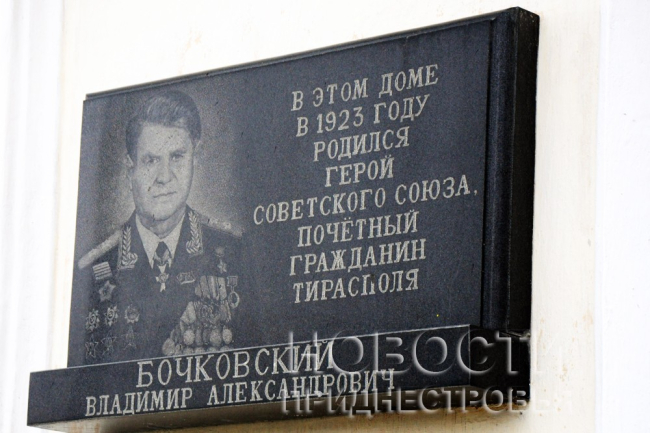 В ЭТОМ ДОМЕ
В 1923 ГОДУ
РОДИЛСЯ
ГЕРОЙ
СОВЕТСКОГО СОЮЗА,
ПОЧЁТНЫЙ
ГРАЖДАНИН
ТИРАСПОЛЯ
БОЧКОВСКИЙ
ВЛАДИМИР АЛЕКСАНДРОВИЧ
НОВОСТИ
ПРИДНЕСТРОВЬЯ